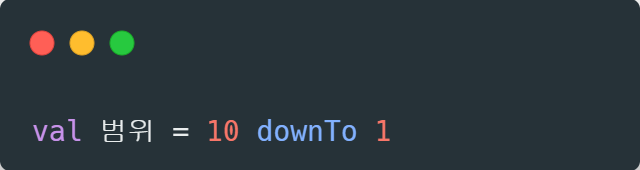 val 범위 = 10 downTo 1